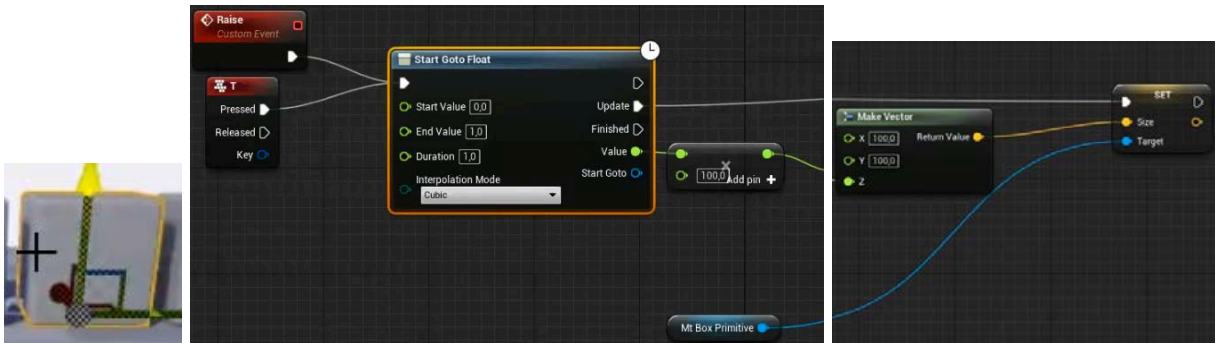 Raise
Custom Event
T
Pressed
Released
Key
Start Goto Float
Start Value 0,0
End Value 1,0
Duration 1,0
Interpolation Mode
Cubic
Update
Finished
Value
Start Goto
100,0
Add pin +
Mt Box Primitive
Make Vector
X 100,0
Y 100,0
Z
Return Value
SET
Size
Target